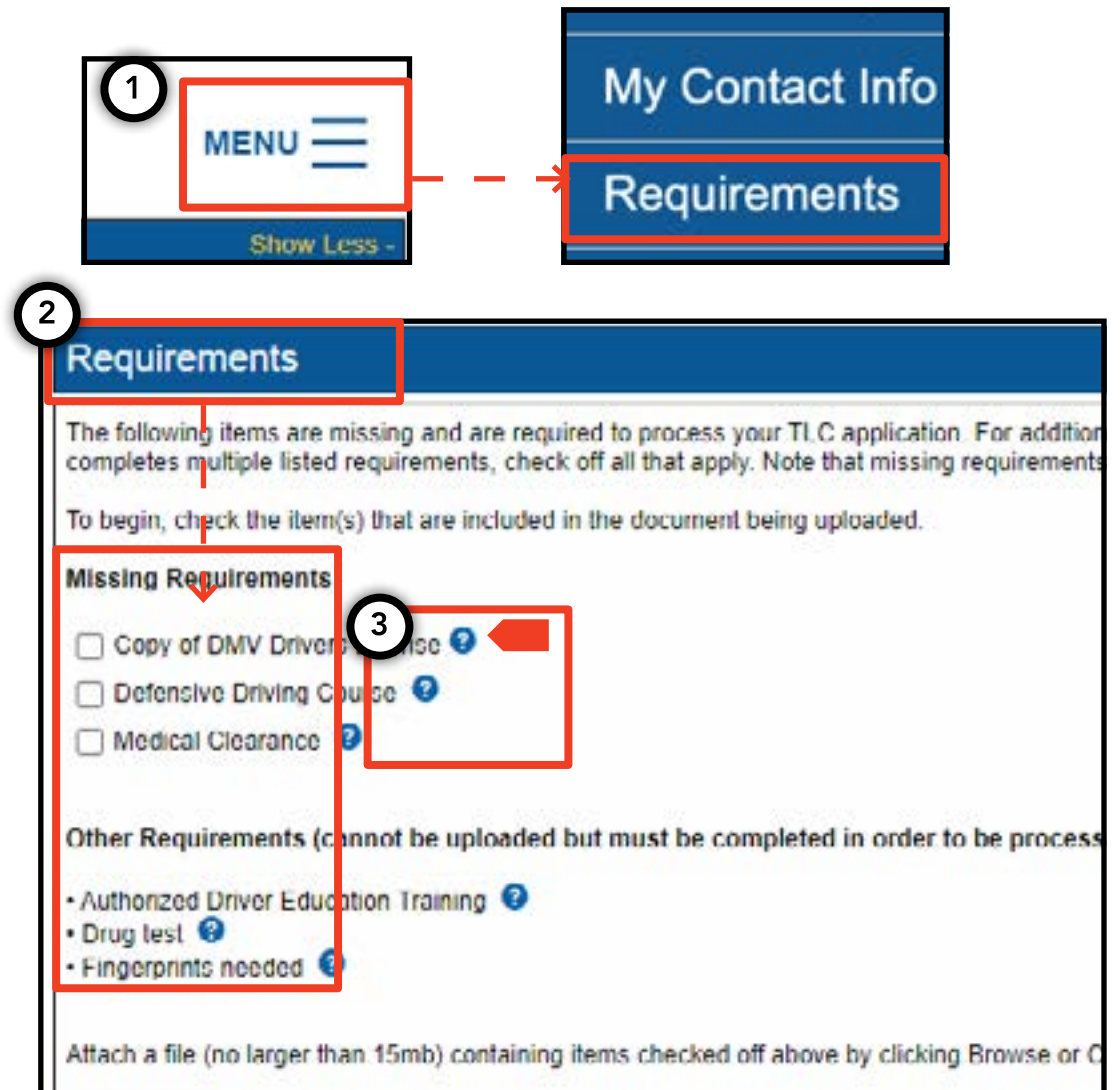 1
MENU
Show Less -
My Contact Info
Requirements
2
Requirements
The following items are missing and are required to process your TLC application. For addition
completes multiple listed requirements, check off all that apply. Note that missing requirements
To begin, check the item(s) that are included in the document being uploaded.
Missing Requirements
3
Copy of DMV Drivers ?
Defensive Driving Course ?
Medical Clearance ?
Other Requirements (cannot be uploaded but must be completed in order to be process
• Authorized Driver Education Training ?
• Drug test ?
• Fingerprints needed ?
Attach a file (no larger than 15mb) containing items checked off above by clicking Browse or C